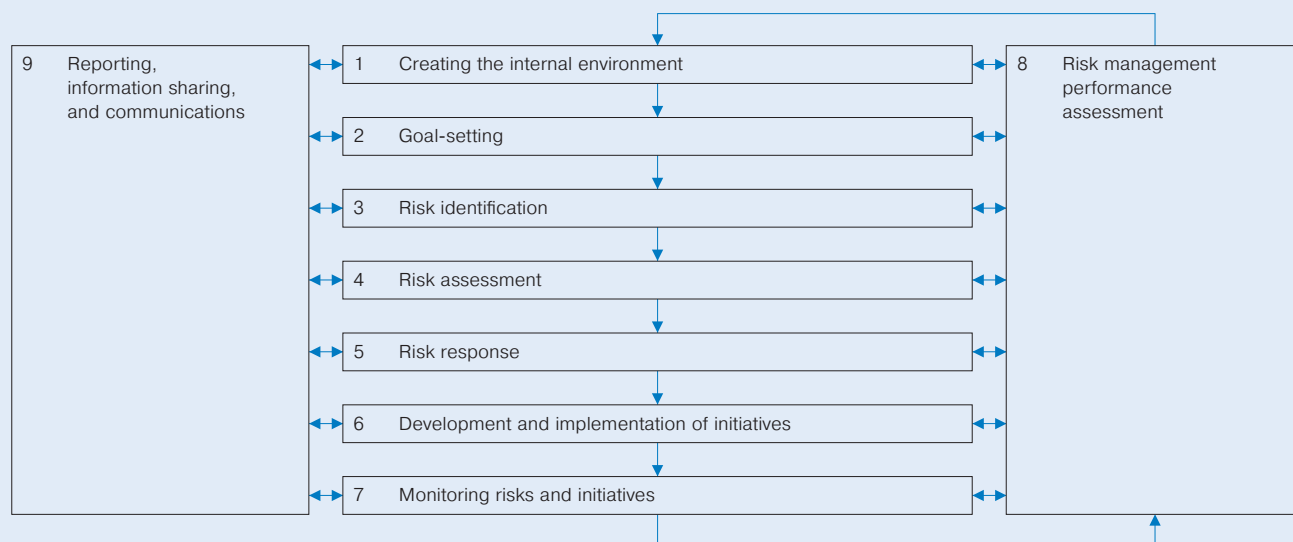 9 Reporting,
information sharing,
and communications
1 Creating the internal environment
2 Goal-setting
3 Risk identification
4 Risk assessment
5 Risk response
6 Development and implementation of initiatives
7 Monitoring risks and initiatives
8 Risk management
performance
assessment